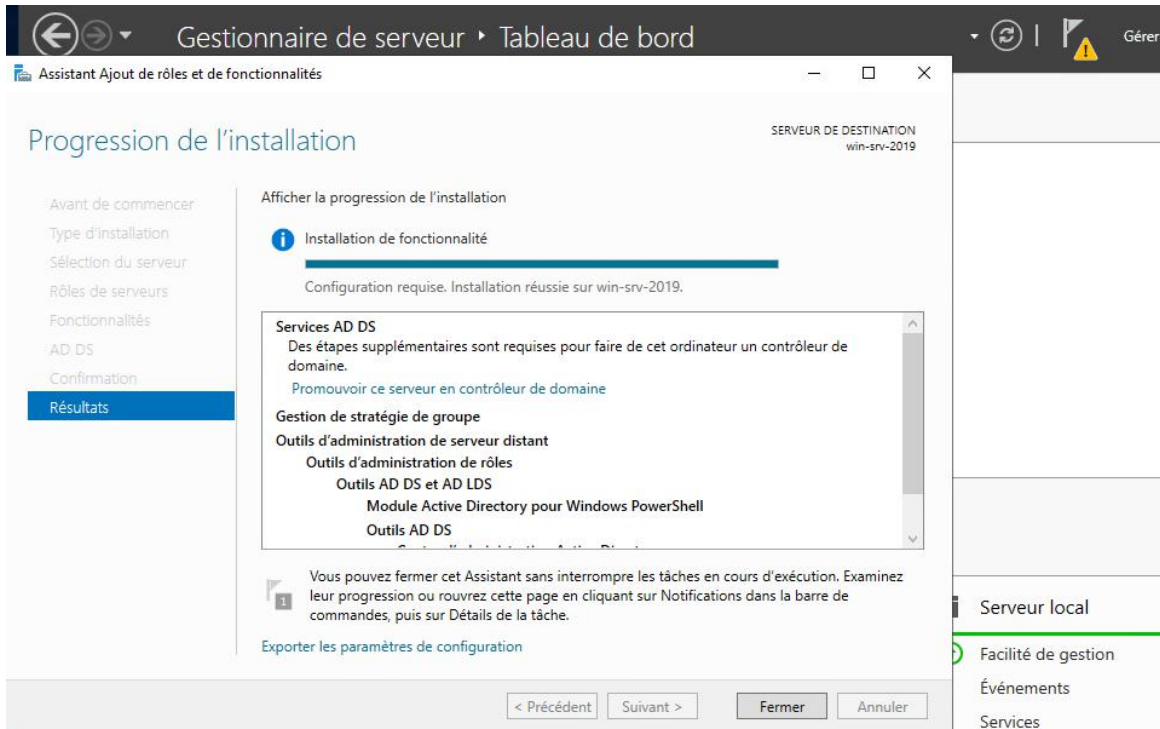 Gestionnaire de serveur ‣ Tableau de bord
Gérer
Assistant Ajout de rôles et de fonctionnalités
Progression de l'installation
SERVEUR DE DESTINATION
win-srv-2019
Avant de commencer
Type d'installation
Sélection du serveur
Rôles de serveurs
Fonctionnalités
AD DS
Confirmation
Résultats
Afficher la progression de l'installation
Installation de fonctionnalité
Configuration requise. Installation réussie sur win-srv-2019.
Services AD DS
Des étapes supplémentaires sont requises pour faire de cet ordinateur un contrôleur de
domaine.
Promouvoir ce serveur en contrôleur de domaine
Gestion de stratégie de groupe
Outils d'administration de serveur distant
Outils d'administration de rôles
Outils AD DS et AD LDS
Module Active Directory pour Windows PowerShell
Outils AD DS
1
Vous pouvez fermer cet Assistant sans interrompre les tâches en cours d'exécution. Examinez
leur progression ou rouvrez cette page en cliquant sur Notifications dans la barre de
commandes, puis sur Détails de la tâche.
Exporter les paramètres de configuration
< Précédent
Suivant >
Fermer
Annuler
Serveur local
Facilité de gestion
Événements
Services